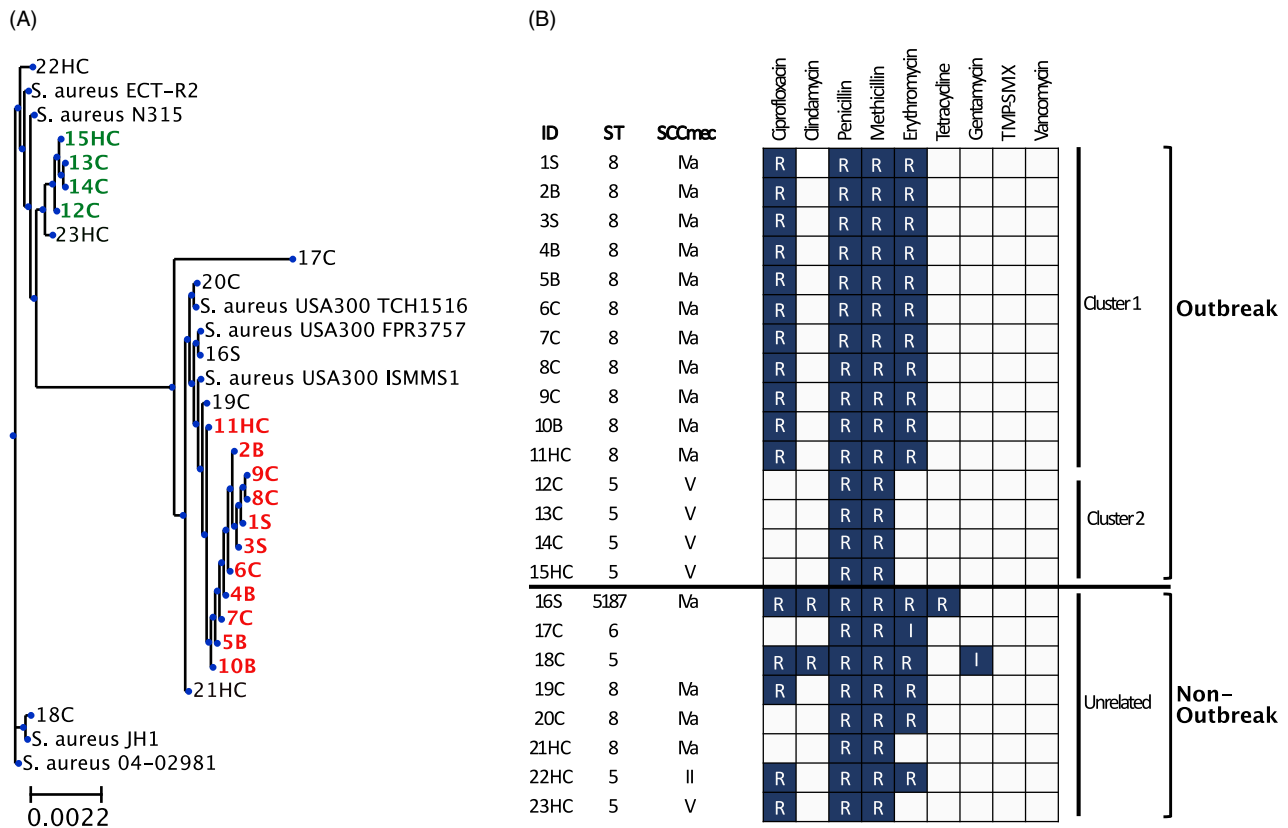 (A)
22HC
S. aureus ECT-R2
S. aureus N315
15HC
13C
14C
12C
23HC
17C
20C
S. aureus USA300 TCH1516
S. aureus USA300 FPR3757
16S
S. aureus USA300 ISMMS1
19C
11HC
2B
9C
8C
1S
3S
6C
4B
7C
5B
10B
21HC
18C
S. aureus JH1
S. aureus 04-02981
0.0022
(B)
ID ST SCCmec Ciprofloxacin Clindamycin Penicillin Methicillin Erythromycin Tetracycline Gentamycin TMP-SMX Vancomycin
1S 8 IVa R R R R
2B 8 IVa R R R R
3S 8 IVa R R R R
4B 8 IVa R R R R
5B 8 IVa R R R R
6C 8 IVa R R R R
7C 8 IVa R R R R
8C 8 IVa R R R R
9C 8 IVa R R R R
10B 8 IVa R R R R
11HC 8 IVa R R R R
12C 5 V R R
13C 5 V R R
14C 5 V R R
15HC 5 V R R
16S 5187 IVa R R R R R R
17C 6 R R I
18C 5 R R R R R I
19C 8 IVa R R R R
20C 8 IVa R R R
21HC 8 IVa R R
22HC 5 II R R R R
23HC 5 V R R R
Cluster 1
Outbreak
Cluster 2
Unrelated
Non-
Outbreak